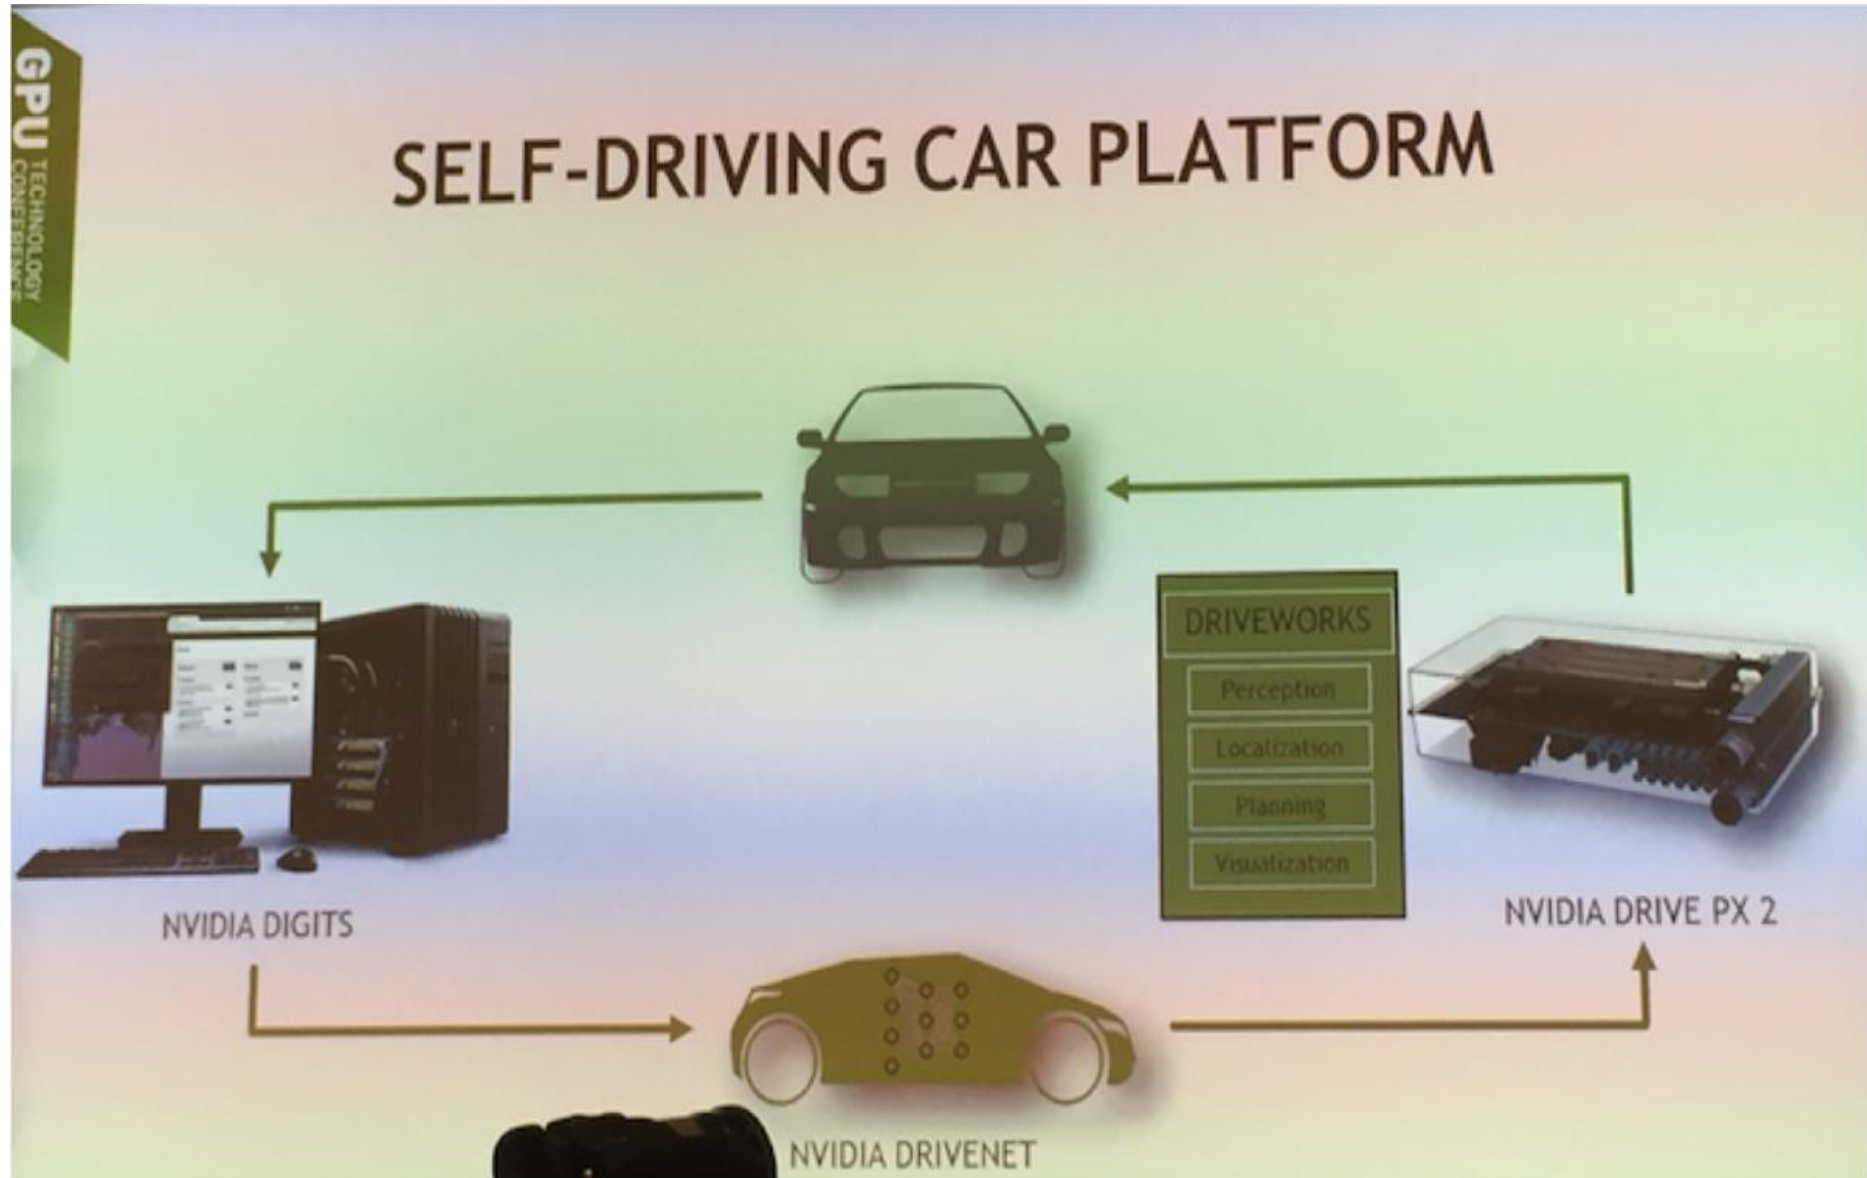 GPU
TECHNOLOGY
CONFERENCE
SELF-DRIVING CAR PLATFORM
DRIVEWORKS
Perception
Localization
Planning
Visualization
NVIDIA DIGITS
NVIDIA DRIVE PX 2
NVIDIA DRIVENET